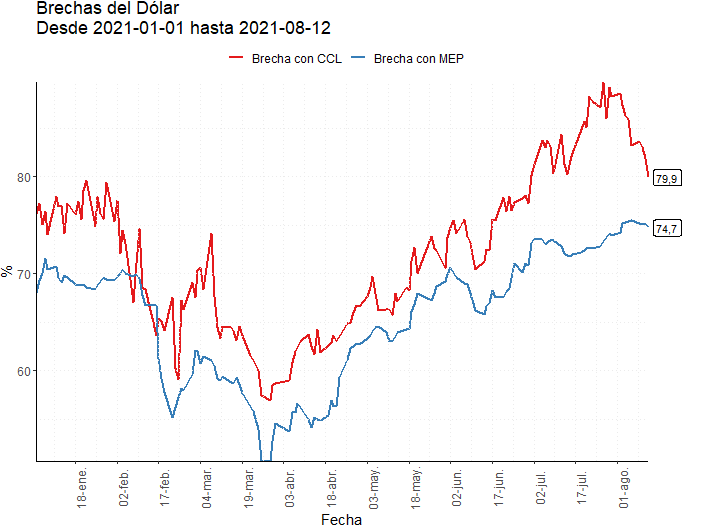 Brechas del Dólar
Desde 2021-01-01 hasta 2021-08-12
Brecha con CCL
Brecha con MEP
80
70
60
%
79,9
74,7
18-ene.
02-feb.
17-feb.
04-mar.
19-mar.
03-abr.
18-abr.
03-may.
18-may.
02-jun.
17-jun.
02-jul.
17-jul.
01-ago.
Fecha